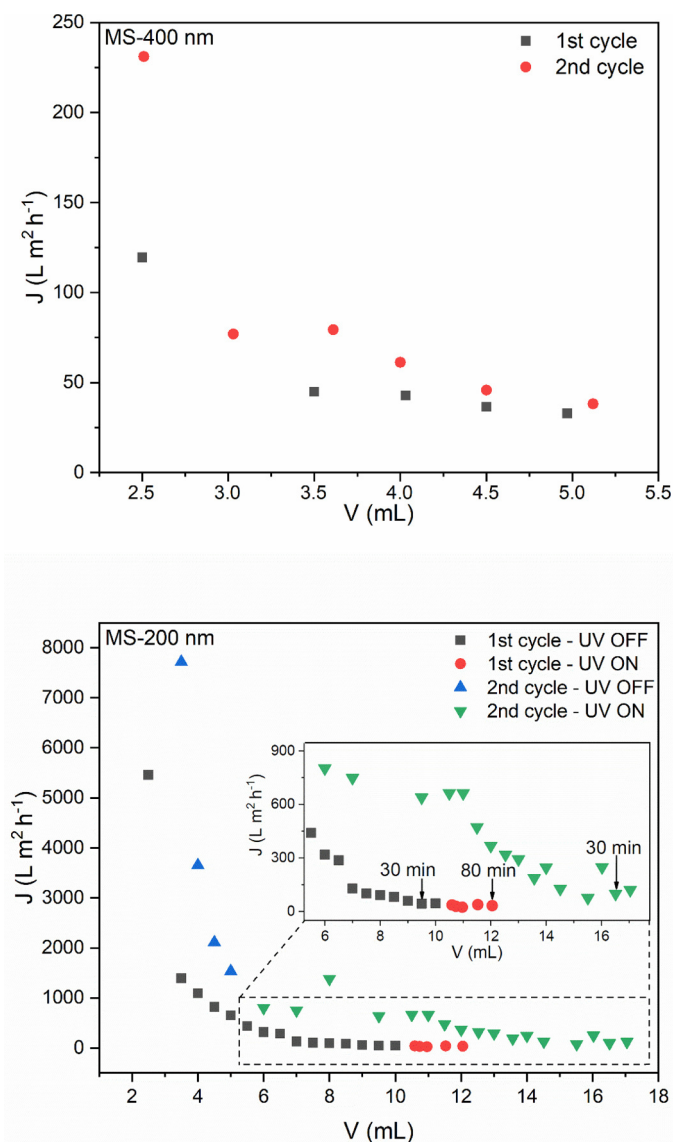 MS-400 nm
1st cycle
2nd cycle
250
200
150
100
50
0
J (L m² h⁻¹)
2.5 3.0 3.5 4.0 4.5 5.0 5.5
V (mL)
MS-200 nm
1st cycle - UV OFF
1st cycle - UV ON
2nd cycle - UV OFF
2nd cycle - UV ON
8000
7000
6000
5000
4000
3000
2000
1000
0
J (L m² h⁻¹)
900
600
300
0
J (L m² h⁻¹)
30 min
80 min
30 min
6 8 10 12 14 16
V (mL)
2 4 6 8 10 12 14 16 18
V (mL)